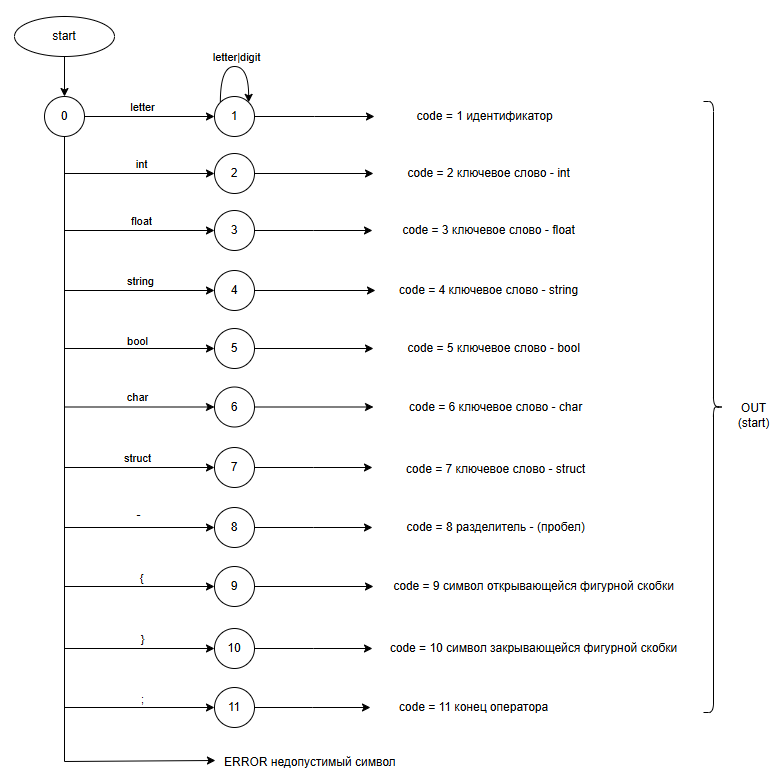 start
letter|digit
0
letter
1
code = 1 идентификатор
int
2
code = 2 ключевое слово - int
float
3
code = 3 ключевое слово - float
string
4
code = 4 ключевое слово - string
bool
5
code = 5 ключевое слово - bool
char
6
code = 6 ключевое слово - char
OUT
(start)
struct
7
code = 7 ключевое слово - struct
-
8
code = 8 разделитель - (пробел)
{
9
code = 9 символ открывающейся фигурной скобки
}
10
code = 10 символ закрывающейся фигурной скобки
;
11
code = 11 конец оператора
ERROR недопустимый символ